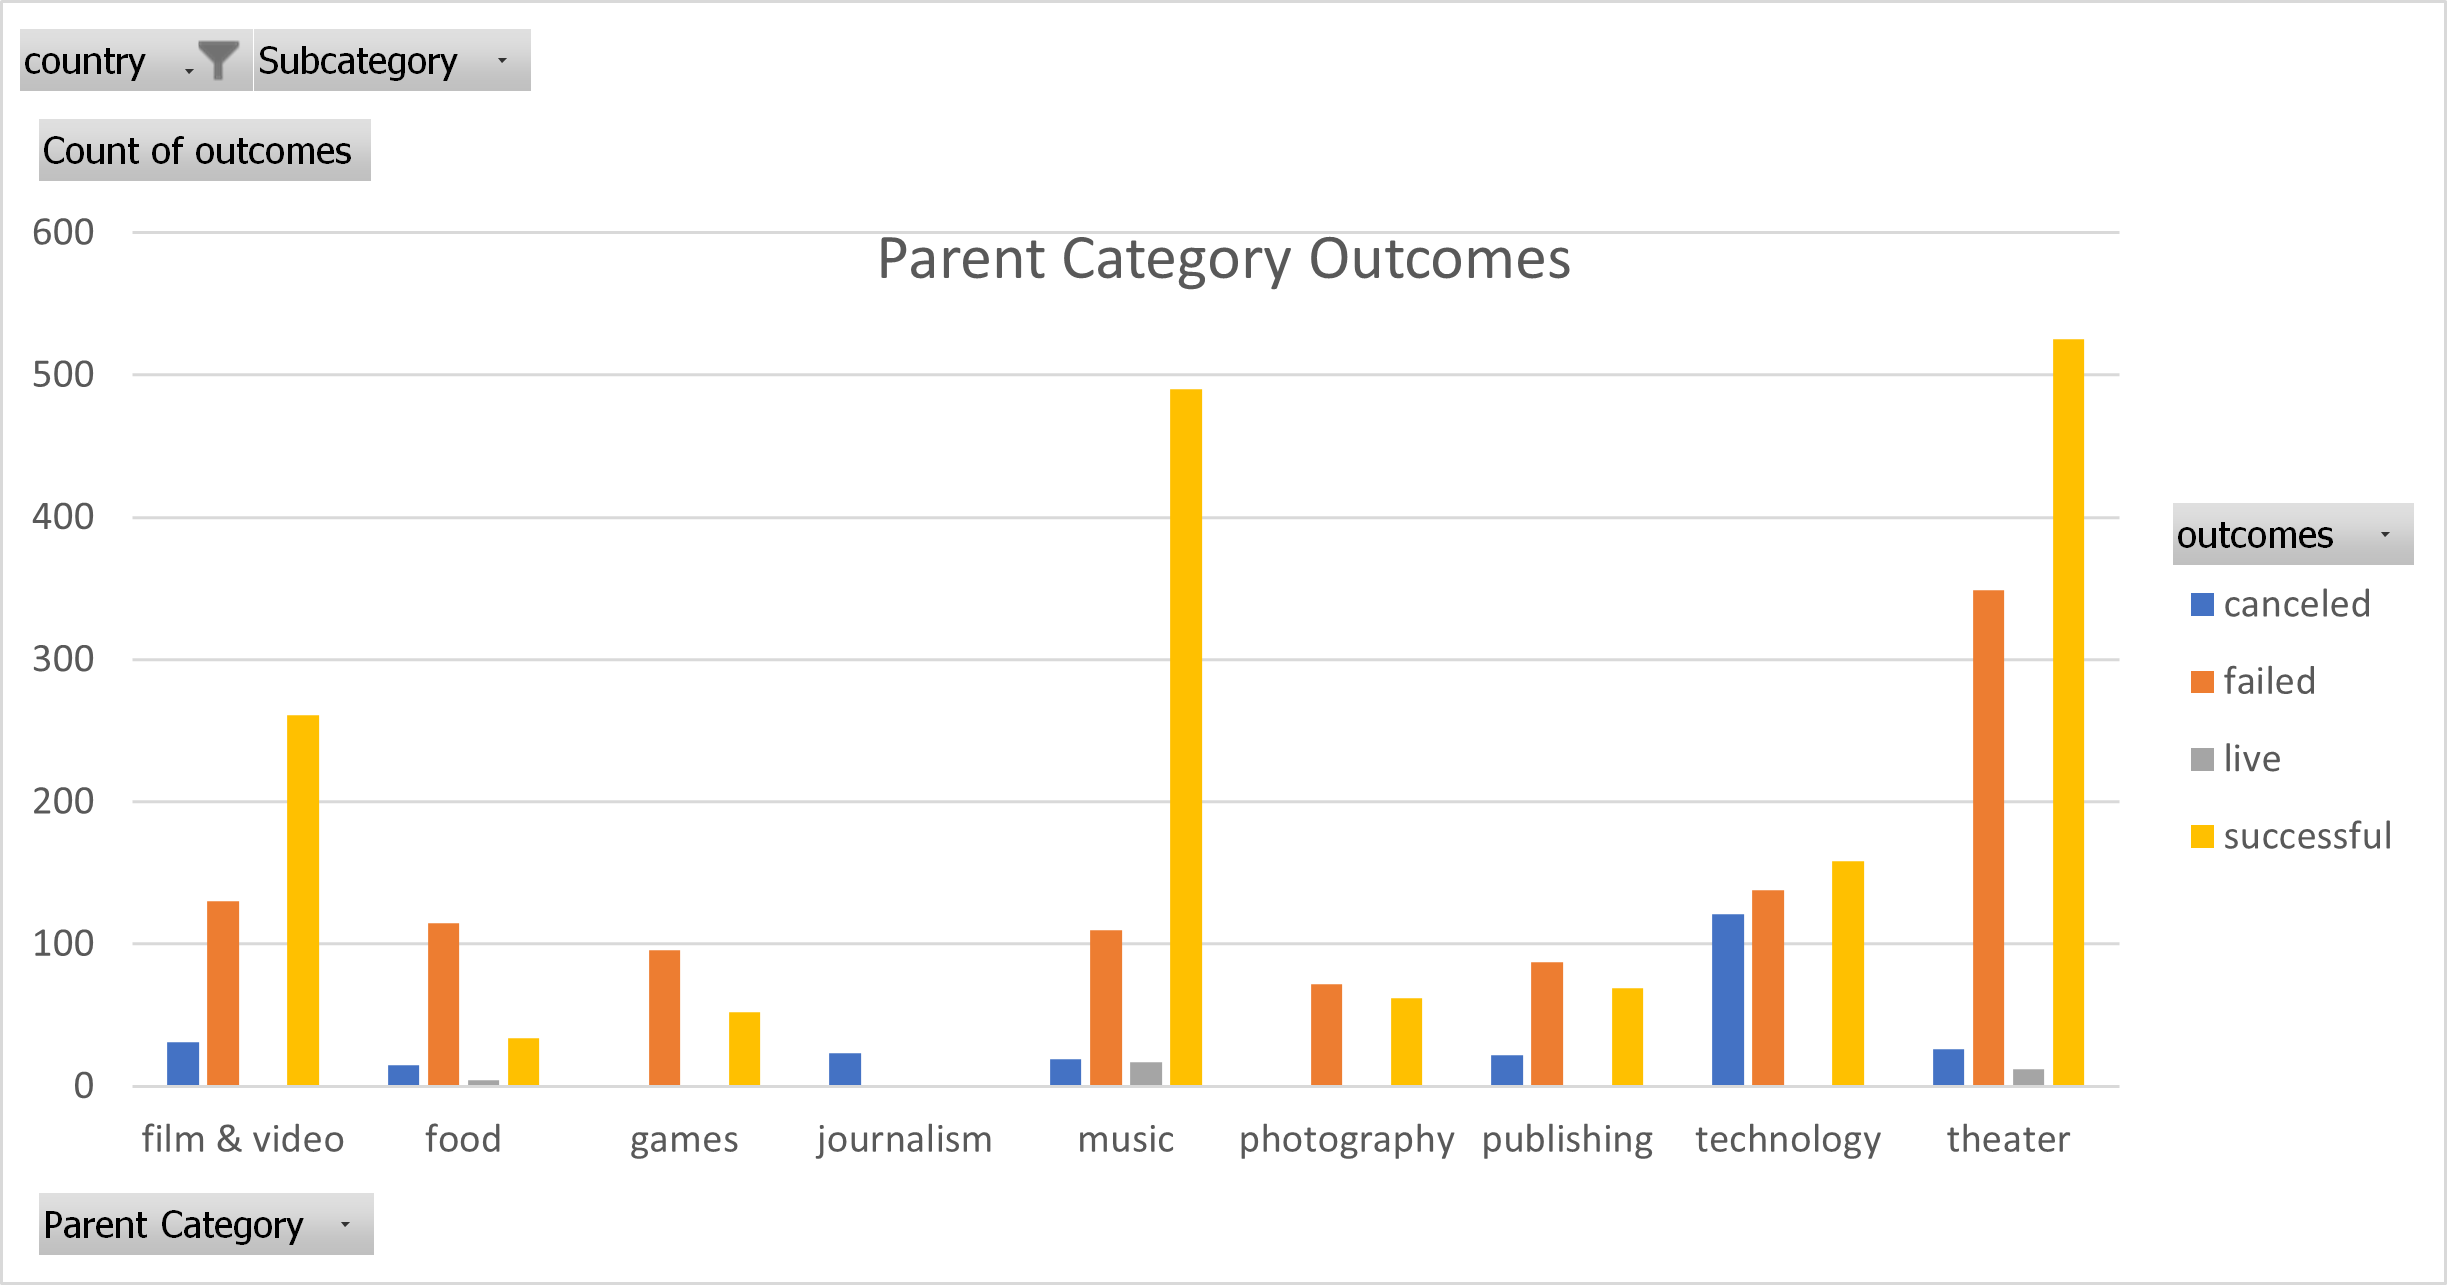 country Subcategory
Count of outcomes
Parent Category Outcomes
600
500
400
300
200
100
0
film & video food games journalism music photography publishing technology theater
outcomes
canceled
failed
live
successful
Parent Category